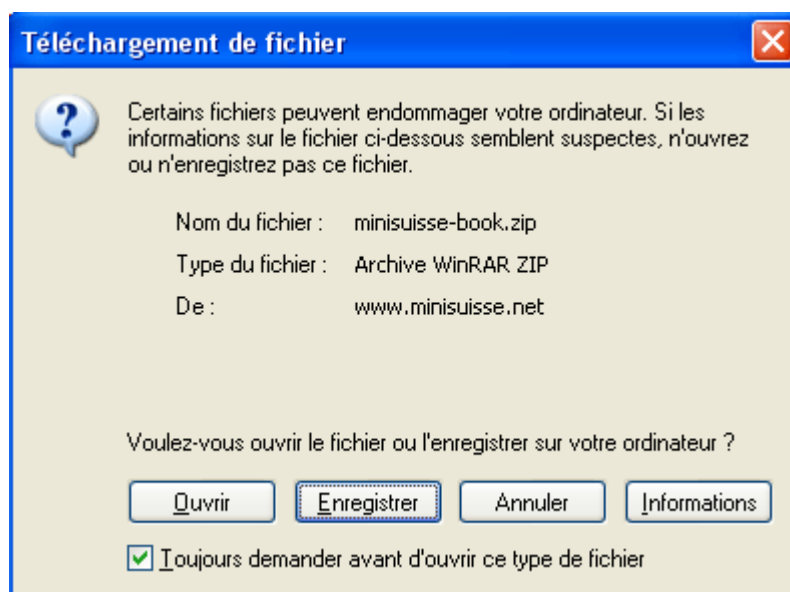 Téléchargement de fichier
Certains fichiers peuvent endommager votre ordinateur. Si les
informations sur le fichier ci-dessous semblent suspectes, n'ouvrez
ou n'enregistrez pas ce fichier.
Nom du fichier : minisuisse-book.zip
Type du fichier : Archive WinRAR ZIP
De : www.minisuisse.net
Voulez-vous ouvrir le fichier ou l'enregistrer sur votre ordinateur ?
Ouvrir Enregistrer Annuler Informations
Toujours demander avant d'ouvrir ce type de fichier